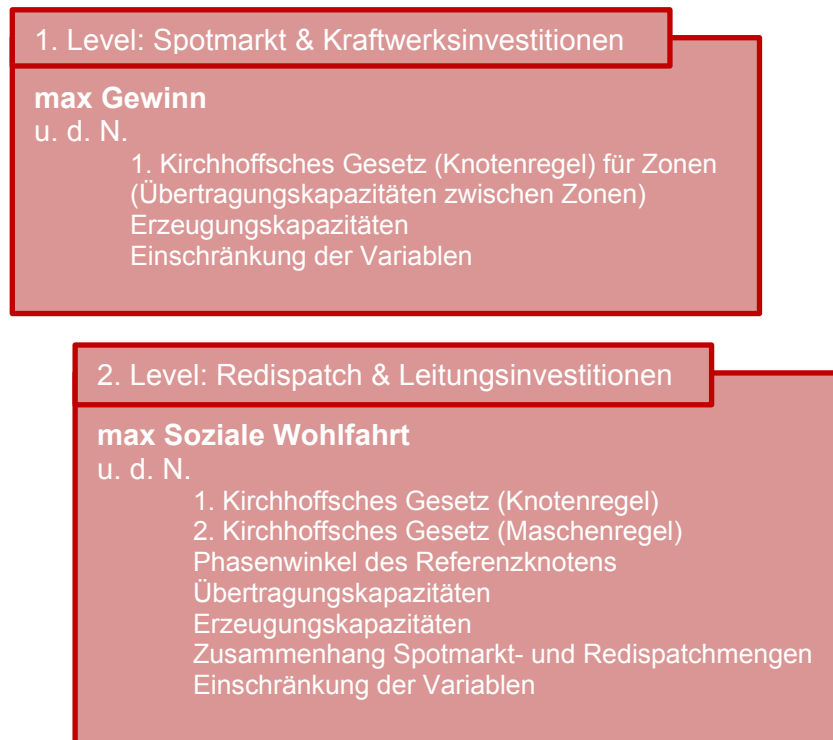 1. Level: Spotmarkt & Kraftwerksinvestitionen
max Gewinn
u. d. N.
1. Kirchhoffsches Gesetz (Knotenregel) für Zonen
(Übertragungskapazitäten zwischen Zonen)
Erzeugungskapazitäten
Einschränkung der Variablen
2. Level: Redispatch & Leitungsinvestitionen
max Soziale Wohlfahrt
u. d. N.
1. Kirchhoffsches Gesetz (Knotenregel)
2. Kirchhoffsches Gesetz (Maschenregel)
Phasenwinkel des Referenzknotens
Übertragungskapazitäten
Erzeugungskapazitäten
Zusammenhang Spotmarkt- und Redispatchmengen
Einschränkung der Variablen